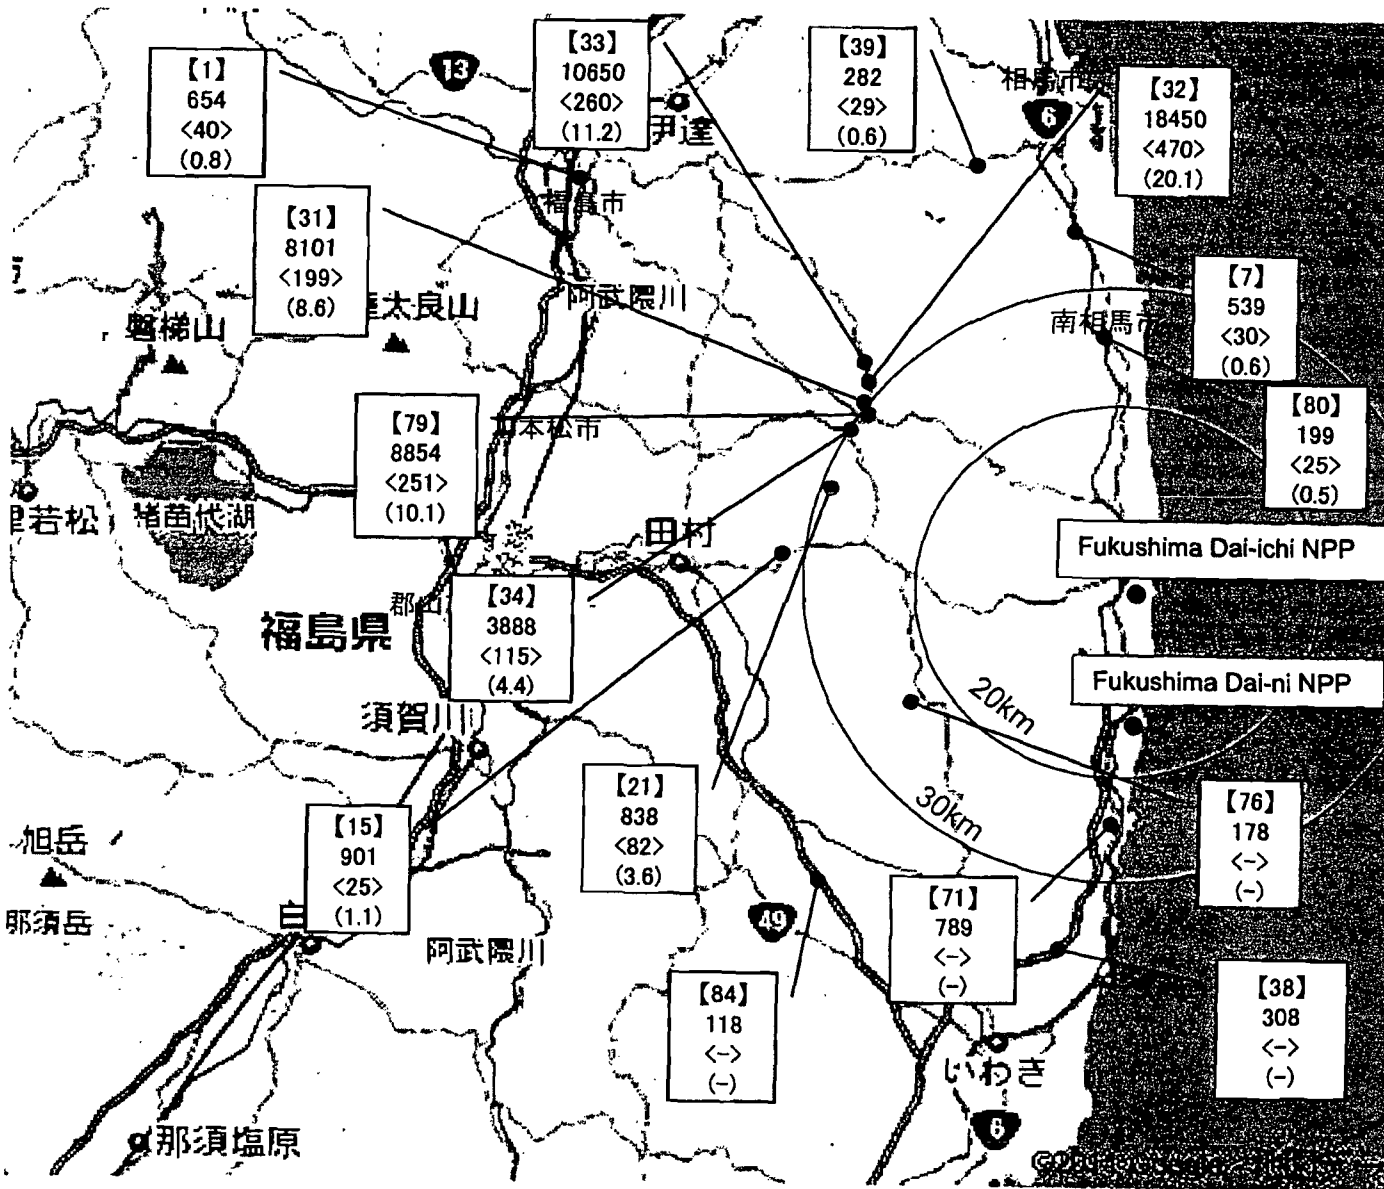 【1】
654
<40>
(0.8)
13
【33】
10650
<260>
(11.2)
伊達
【39】
282
<29>
(0.6)
相馬市
6
【32】
18450
<470>
(20.1)
福島市
【31】
8101
<199>
(8.6)
阿武隈川
太良山
磐梯山
【7】
539
<30>
(0.6)
南相馬市
【79】
8854
<251>
(10.1)
本松市
【80】
199
<25>
(0.5)
若松
猪苗代湖
田村
Fukushima Dai-ichi NPP
郡山
福島県
【34】
3888
<115>
(4.4)
Fukushima Dai-ni NPP
20km
須賀川
【21】
838
<82>
(3.6)
30km
【76】
178
<->
(-)
旭岳
【15】
901
<25>
(1.1)
那須岳
白
阿武隈川
49
【71】
789
<->
(-)
【84】
118
<->
(-)
【38】
308
<->
(-)
いわき
6
那須塩原